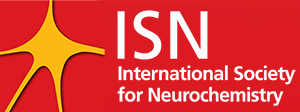 ISN
International Society
for Neurochemistry